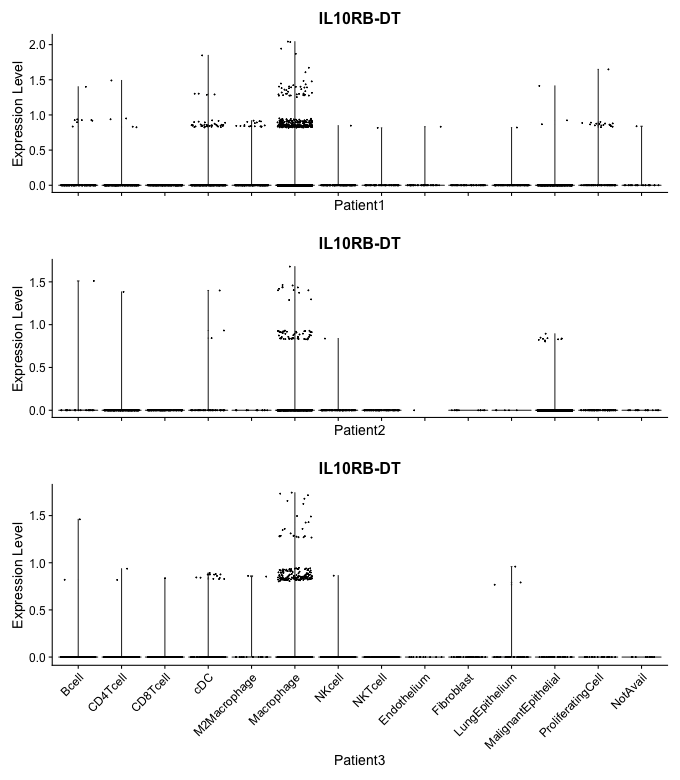 IL10RB-DT
2.0
1.5
1.0
0.5
0.0
Expression Level
Patient1
IL10RB-DT
1.5
1.0
0.5
0.0
Expression Level
Patient2
IL10RB-DT
1.5
1.0
0.5
0.0
Expression Level
Bcell
CD4Tcell
CD8Tcell
cDC
M2Macrophage
Macrophage
NKcell
NKTcell
Endothelium
Fibroblast
LungEpithelium
MalignantEpithelial
ProliferatingCell
NotAvail
Patient3